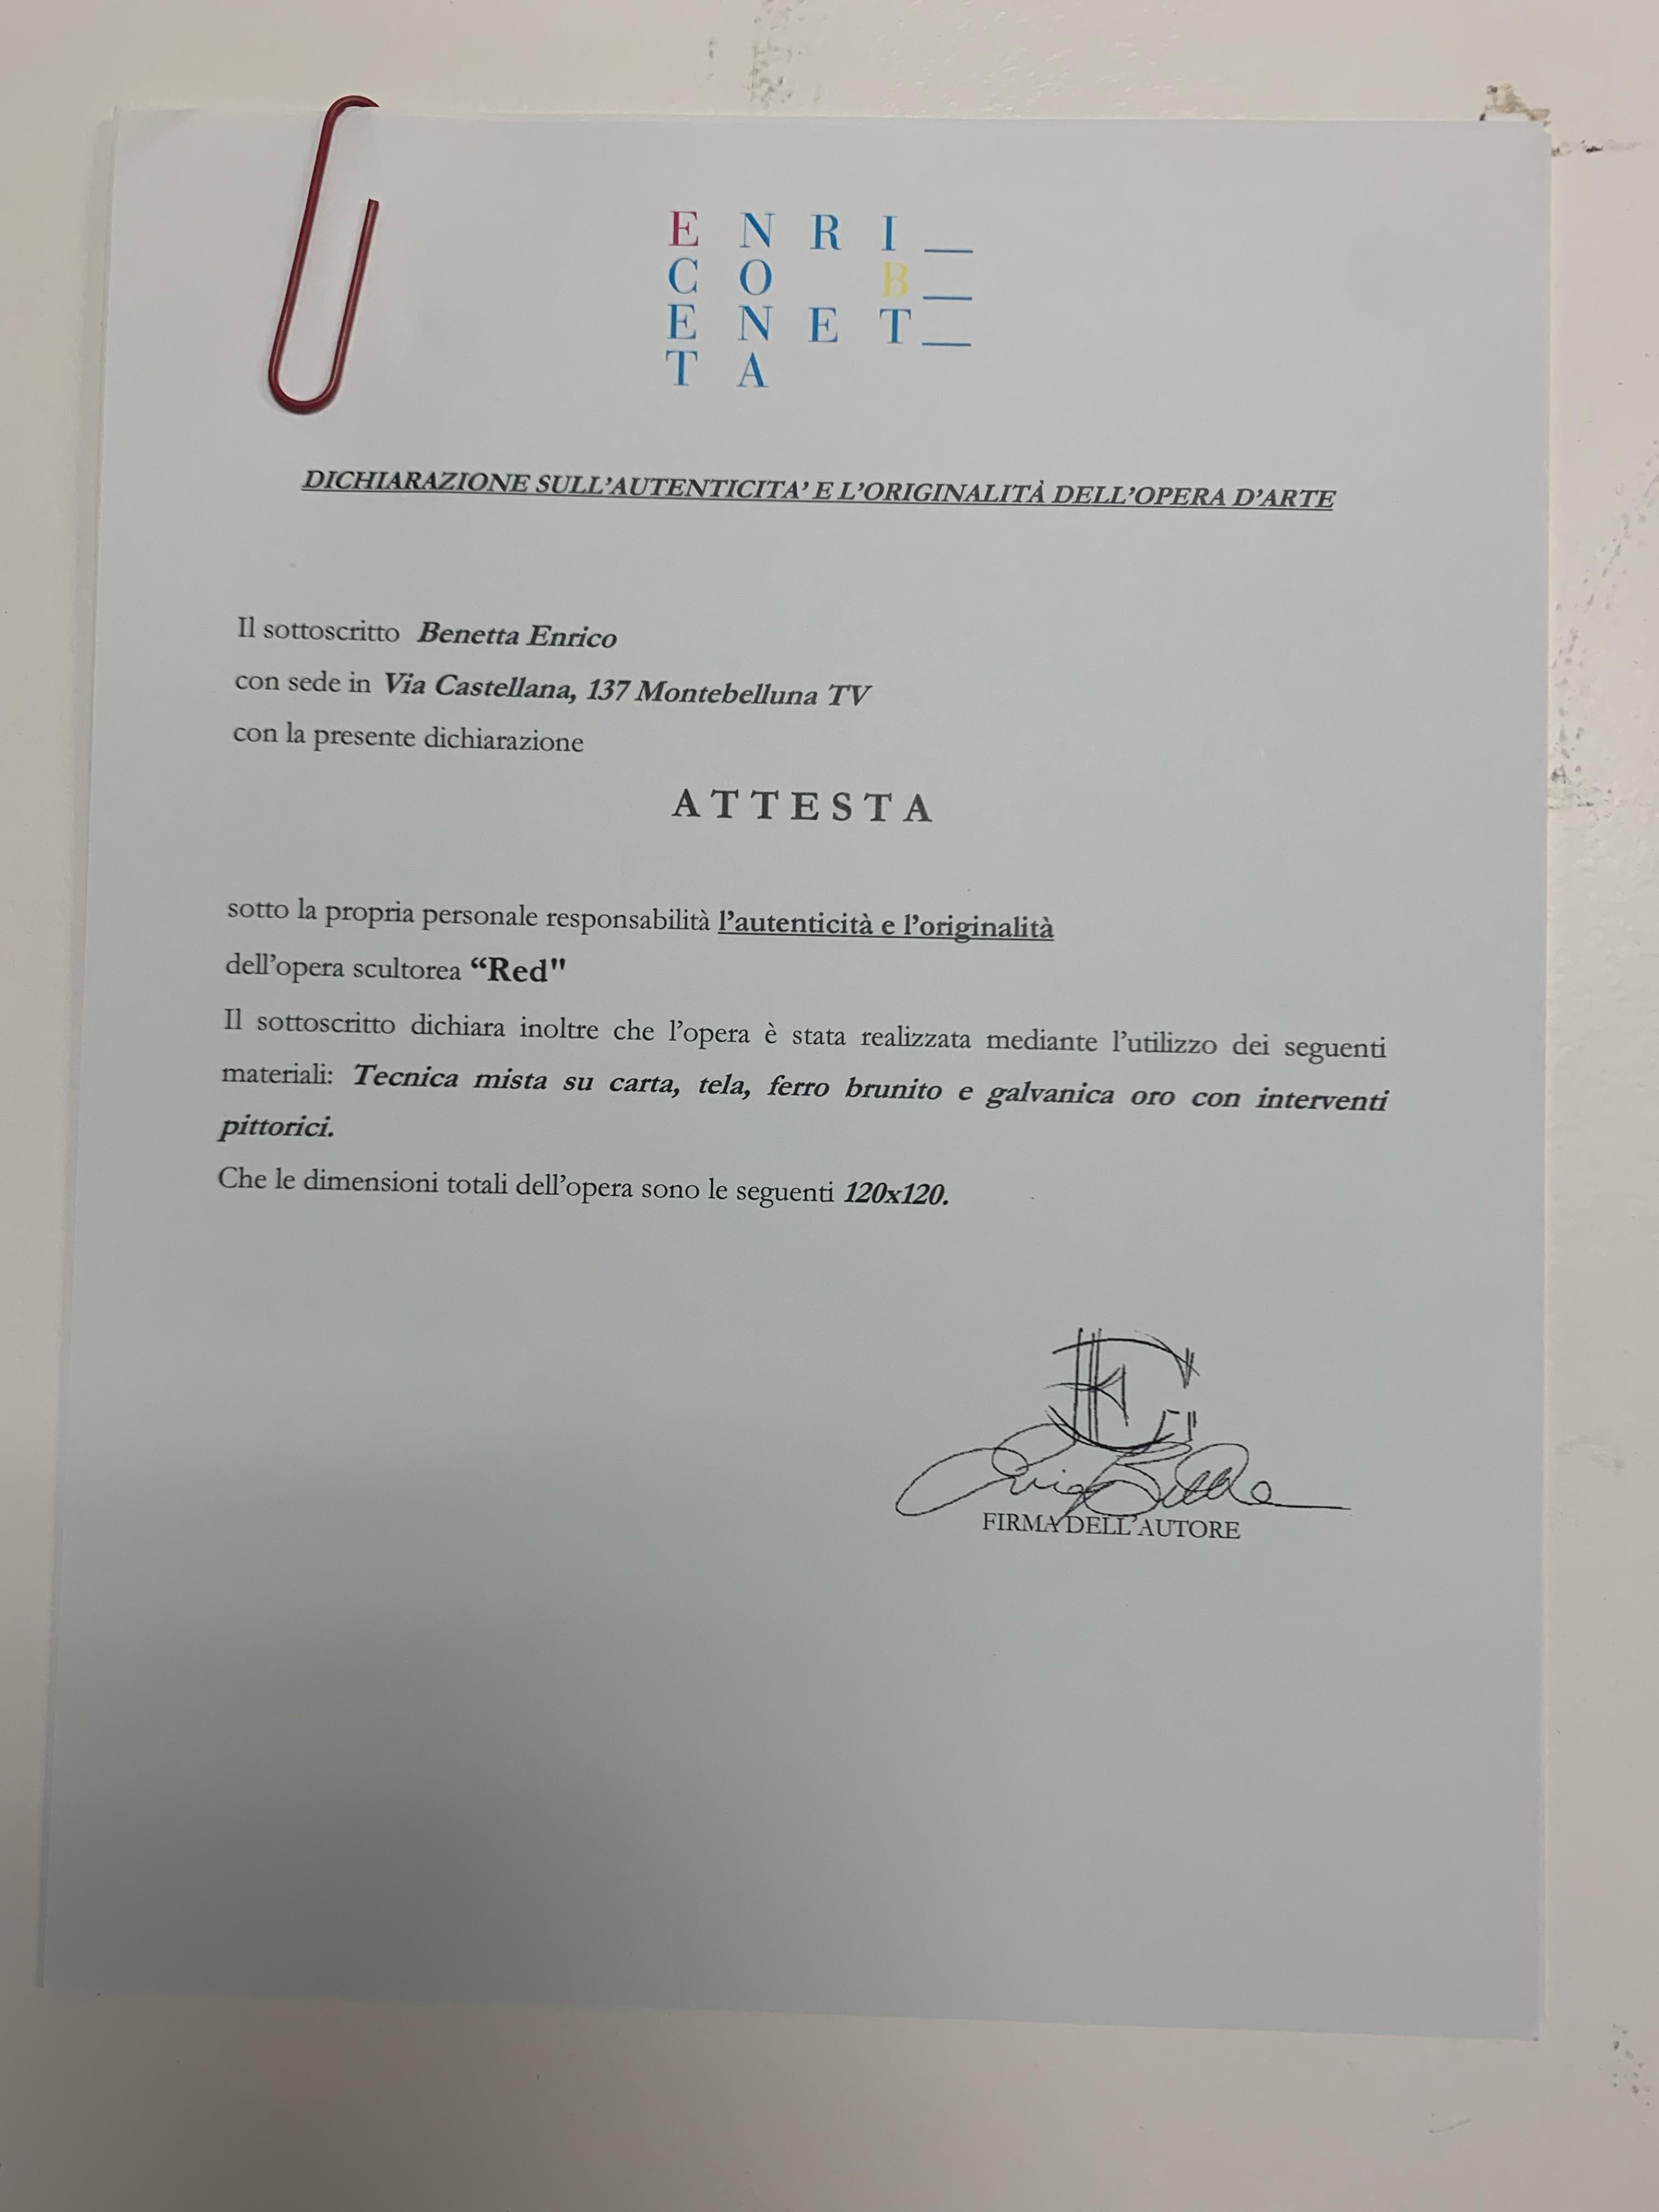 E N R I _
C O B _
E N E T _
T A
DICHIARAZIONE SULL'AUTENTICITA' E L'ORIGINALITÀ DELL'OPERA D'ARTE
Il sottoscritto Benetta Enrico
con sede in Via Castellana, 137 Montebelluna TV
con la presente dichiarazione
A T T E S T A
sotto la propria personale responsabilità l'autenticità e l'originalità
dell'opera scultorea “Red"
Il sottoscritto dichiara inoltre che l'opera è stata realizzata mediante l'utilizzo dei seguenti
materiali: Tecnica mista su carta, tela, ferro brunito e galvanica oro con interventi
pittorici.
Che le dimensioni totali dell'opera sono le seguenti 120x120.
FIRMA DELL'AUTORE